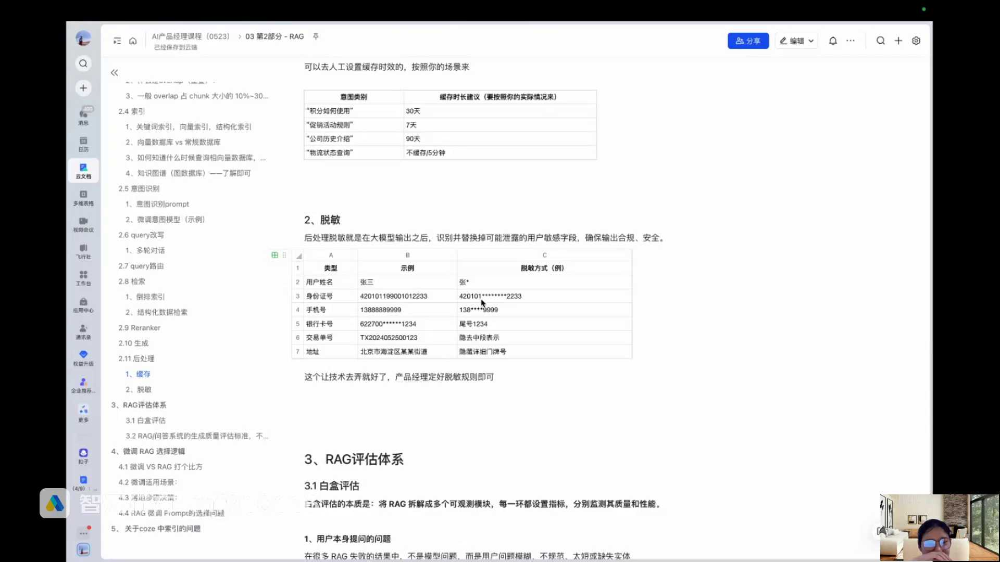 AI产品经理课程（0523） › 03 第2部分 - RAG
已经保存到云端
分享
编辑
499
消息
日历
云文档
多维表格
视频会议
飞行社
工作台
应用中心
通讯录
权益升级
企业推荐...
更多
扣子
(4/9) ...
3、一般 overlap 占 chunk 大小的 10%~30...
2.4 索引
1、关键词索引，向量索引，结构化索引
2、向量数据库 vs 常规数据库
3、如何知道什么时候查询相向量数据库，...
4、知识图谱（图数据库）——了解即可
2.5 意图识别
1、意图识别prompt
2、微调意图模型（示例）
2.6 query改写
1、多轮对话
2.7 query路由
2.8 检索
1、倒排索引
2、结构化数据检索
2.9 Reranker
2.10 生成
2.11 后处理
1、缓存
2、脱敏
3、RAG评估体系
3.1 白盒评估
3.2 RAG/问答系统的生成质量评估标准，不...
4、微调 RAG 选择逻辑
4.1 微调 VS RAG 打个比方
4.2 微调适用场景：
4.4 RAG 微调 Prompt的选择问题
5、 关于coze 中索引的问题
可以去人工设置缓存时效的，按照你的场景来
意图类别 缓存时长建议（要按照你的实际情况来）
“积分如何使用” 30天
“促销活动规则” 7天
“公司历史介绍” 90天
“物流状态查询” 不缓存/5分钟
2、脱敏
后处理脱敏就是在大模型输出之后，识别并替换掉可能泄露的用户敏感字段，确保输出合规、安全。
A B C
1 类型 示例 脱敏方式（例）
2 用户姓名 张三 张*
3 身份证号 420101199001012233 420101********2233
4 手机号 13888889999 138****9999
5 银行卡号 622700******1234 尾号1234
6 交易单号 TX2024052500123 隐去中段表示
7 地址 北京市海淀区某某街道 隐藏详细门牌号
这个让技术去弄就好了，产品经理定好脱敏规则即可
3、RAG评估体系
3.1 白盒评估
白盒评估的本质是：将 RAG 拆解成多个可观测模块，每一环都设置指标，分别监测其质量和性能。
1、用户本身提问的问题
在很多 RAG 失败的结果中，不是模型问题，而是用户问题模糊、不规范、太短或缺失实体